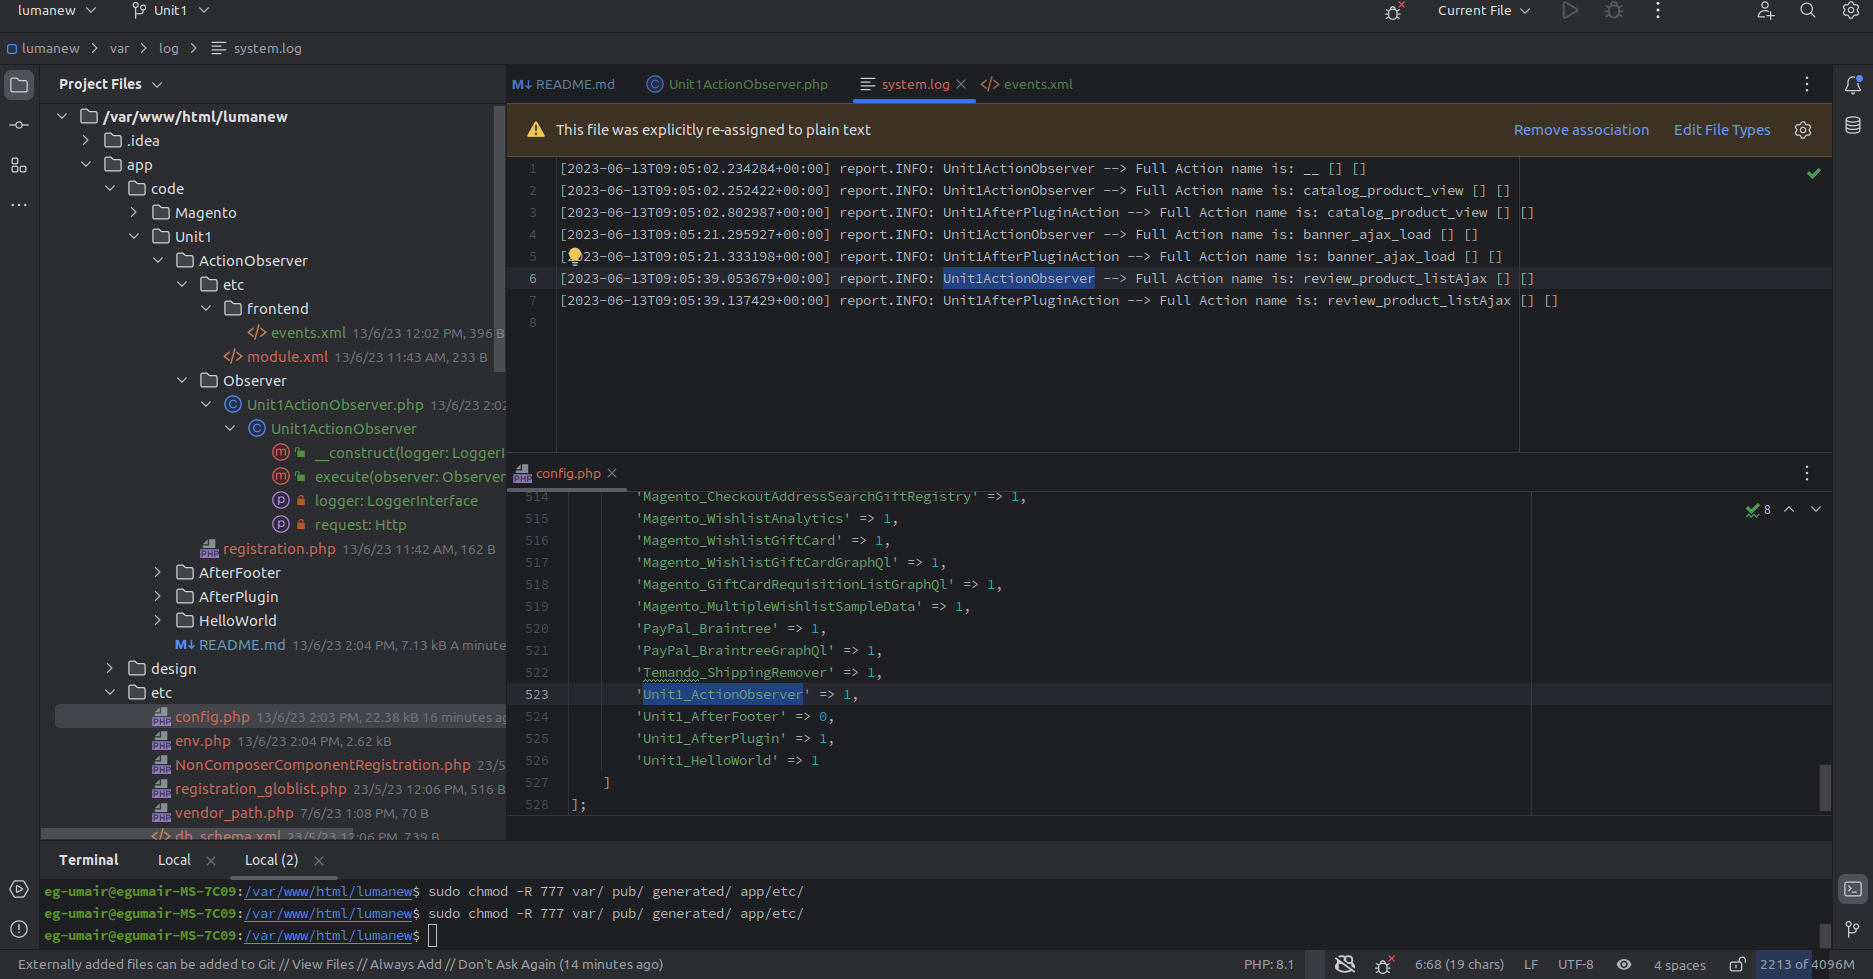 lumanew
Unit1
Current File
lumanew > var > log > system.log
Project Files
README.md
Unit1ActionObserver.php
system.log
events.xml
This file was explicitly re-assigned to plain text
Remove association
Edit File Types
/var/www/html/lumanew
.idea
app
code
Magento
Unit1
ActionObserver
etc
frontend
events.xml 13/6/23 12:02 PM, 396 B
module.xml 13/6/23 11:43 AM, 233 B
Observer
Unit1ActionObserver.php 13/6/23 2:02
Unit1ActionObserver
__construct(logger: LoggerI
execute(observer: Observer
logger: LoggerInterface
request: Http
registration.php 13/6/23 11:42 AM, 162 B
AfterFooter
AfterPlugin
HelloWorld
README.md 13/6/23 2:04 PM, 7.13 kB A minute
design
etc
config.php 13/6/23 2:03 PM, 22.38 kB 16 minutes ag
env.php 13/6/23 2:04 PM, 2.62 kB
NonComposerComponentRegistration.php 23/5
registration_globlist.php 23/5/23 12:06 PM, 516 B
vendor_path.php 7/6/23 1:08 PM, 70 B
db_schema.xml 23/5/23 12:06 PM, 739 B
1 [2023-06-13T09:05:02.234284+00:00] report.INFO: Unit1ActionObserver --> Full Action name is: __ [] []
2 [2023-06-13T09:05:02.252422+00:00] report.INFO: Unit1ActionObserver --> Full Action name is: catalog_product_view [] []
3 [2023-06-13T09:05:02.802987+00:00] report.INFO: Unit1AfterPluginAction --> Full Action name is: catalog_product_view [] []
4 [2023-06-13T09:05:21.295927+00:00] report.INFO: Unit1ActionObserver --> Full Action name is: banner_ajax_load [] []
5 [2023-06-13T09:05:21.333198+00:00] report.INFO: Unit1AfterPluginAction --> Full Action name is: banner_ajax_load [] []
6 [2023-06-13T09:05:39.053679+00:00] report.INFO: Unit1ActionObserver --> Full Action name is: review_product_listAjax [] []
7 [2023-06-13T09:05:39.137429+00:00] report.INFO: Unit1AfterPluginAction --> Full Action name is: review_product_listAjax [] []
8
config.php
8
514 'Magento_CheckoutAddressSearchGiftRegistry' => 1,
515 'Magento_WishlistAnalytics' => 1,
516 'Magento_WishlistGiftCard' => 1,
517 'Magento_WishlistGiftCardGraphQl' => 1,
518 'Magento_GiftCardRequisitionListGraphQl' => 1,
519 'Magento_MultipleWishlistSampleData' => 1,
520 'PayPal_Braintree' => 1,
521 'PayPal_BraintreeGraphQl' => 1,
522 'Temando_ShippingRemover' => 1,
523 'Unit1_ActionObserver' => 1,
524 'Unit1_AfterFooter' => 0,
525 'Unit1_AfterPlugin' => 1,
526 'Unit1_HelloWorld' => 1
527 ]
528 ];
Terminal
Local
Local (2)
eg-umair@egumair-MS-7C09:/var/www/html/lumanew$ sudo chmod -R 777 var/ pub/ generated/ app/etc/
eg-umair@egumair-MS-7C09:/var/www/html/lumanew$ sudo chmod -R 777 var/ pub/ generated/ app/etc/
eg-umair@egumair-MS-7C09:/var/www/html/lumanew$
Externally added files can be added to Git // View Files // Always Add // Don't Ask Again (14 minutes ago)
PHP: 8.1
6:68 (19 chars)
LF
UTF-8
4 spaces
2213 of 4096M